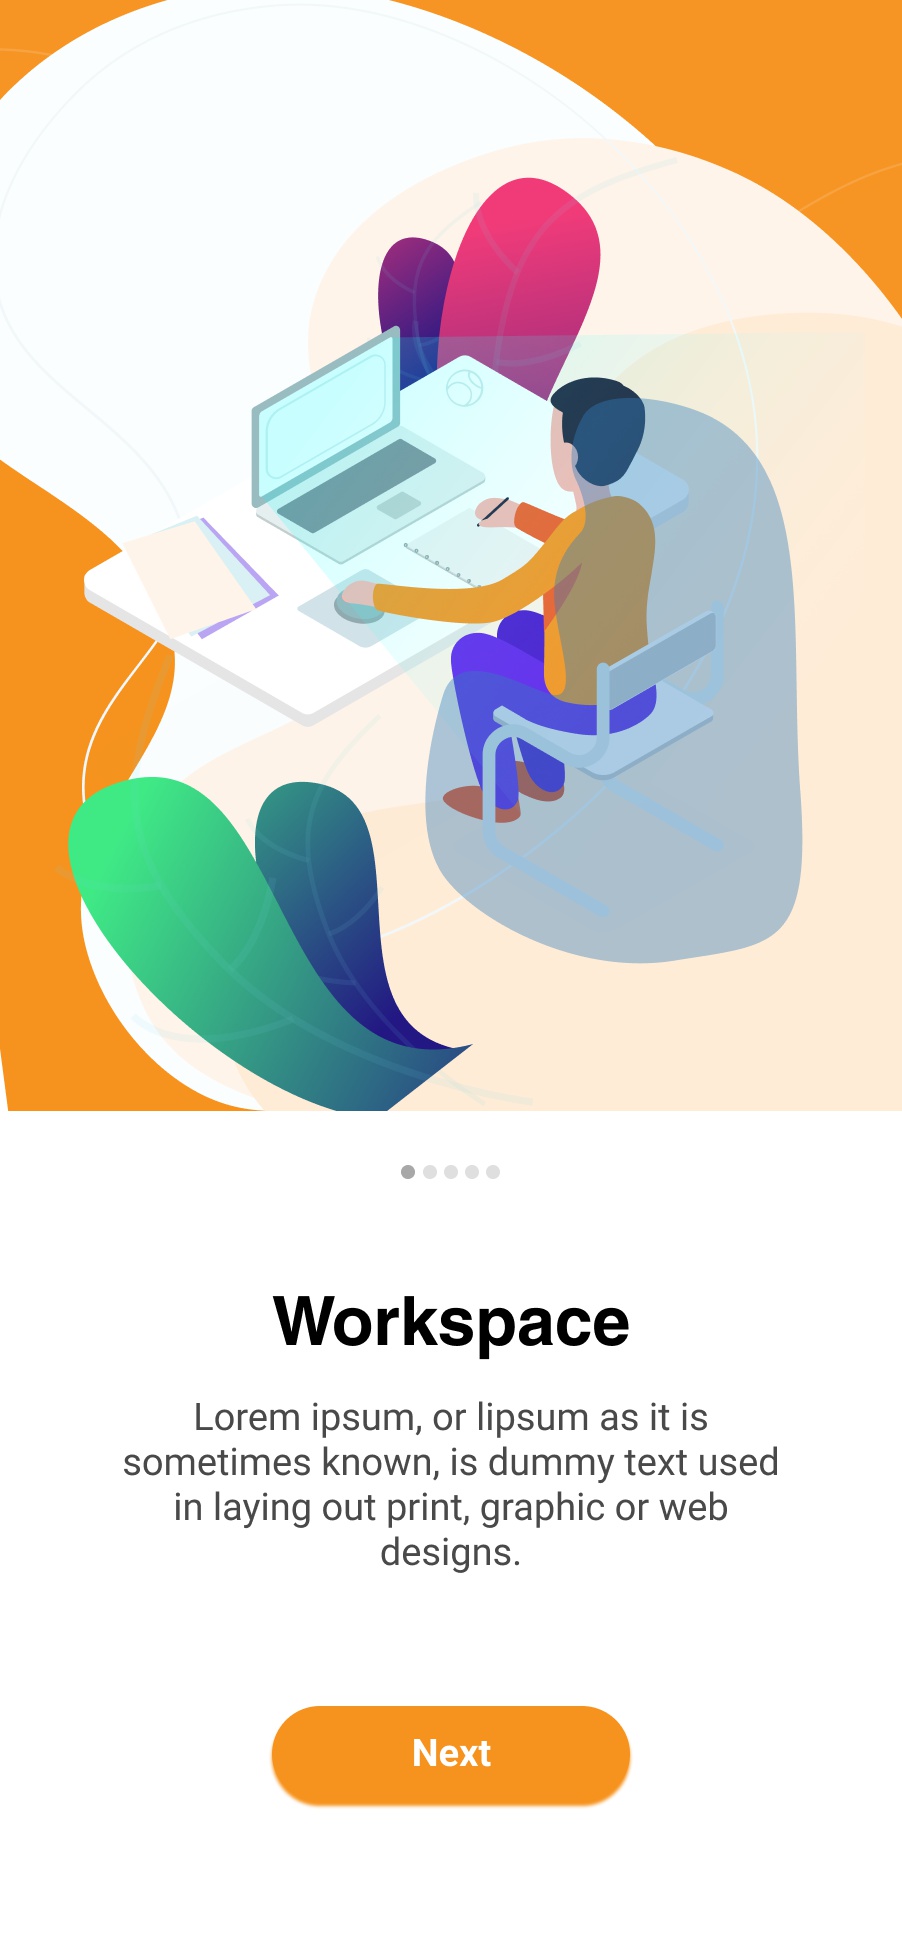 Workspace
Lorem ipsum, or lipsum as it is
sometimes known, is dummy text used
in laying out print, graphic or web
designs.
Next